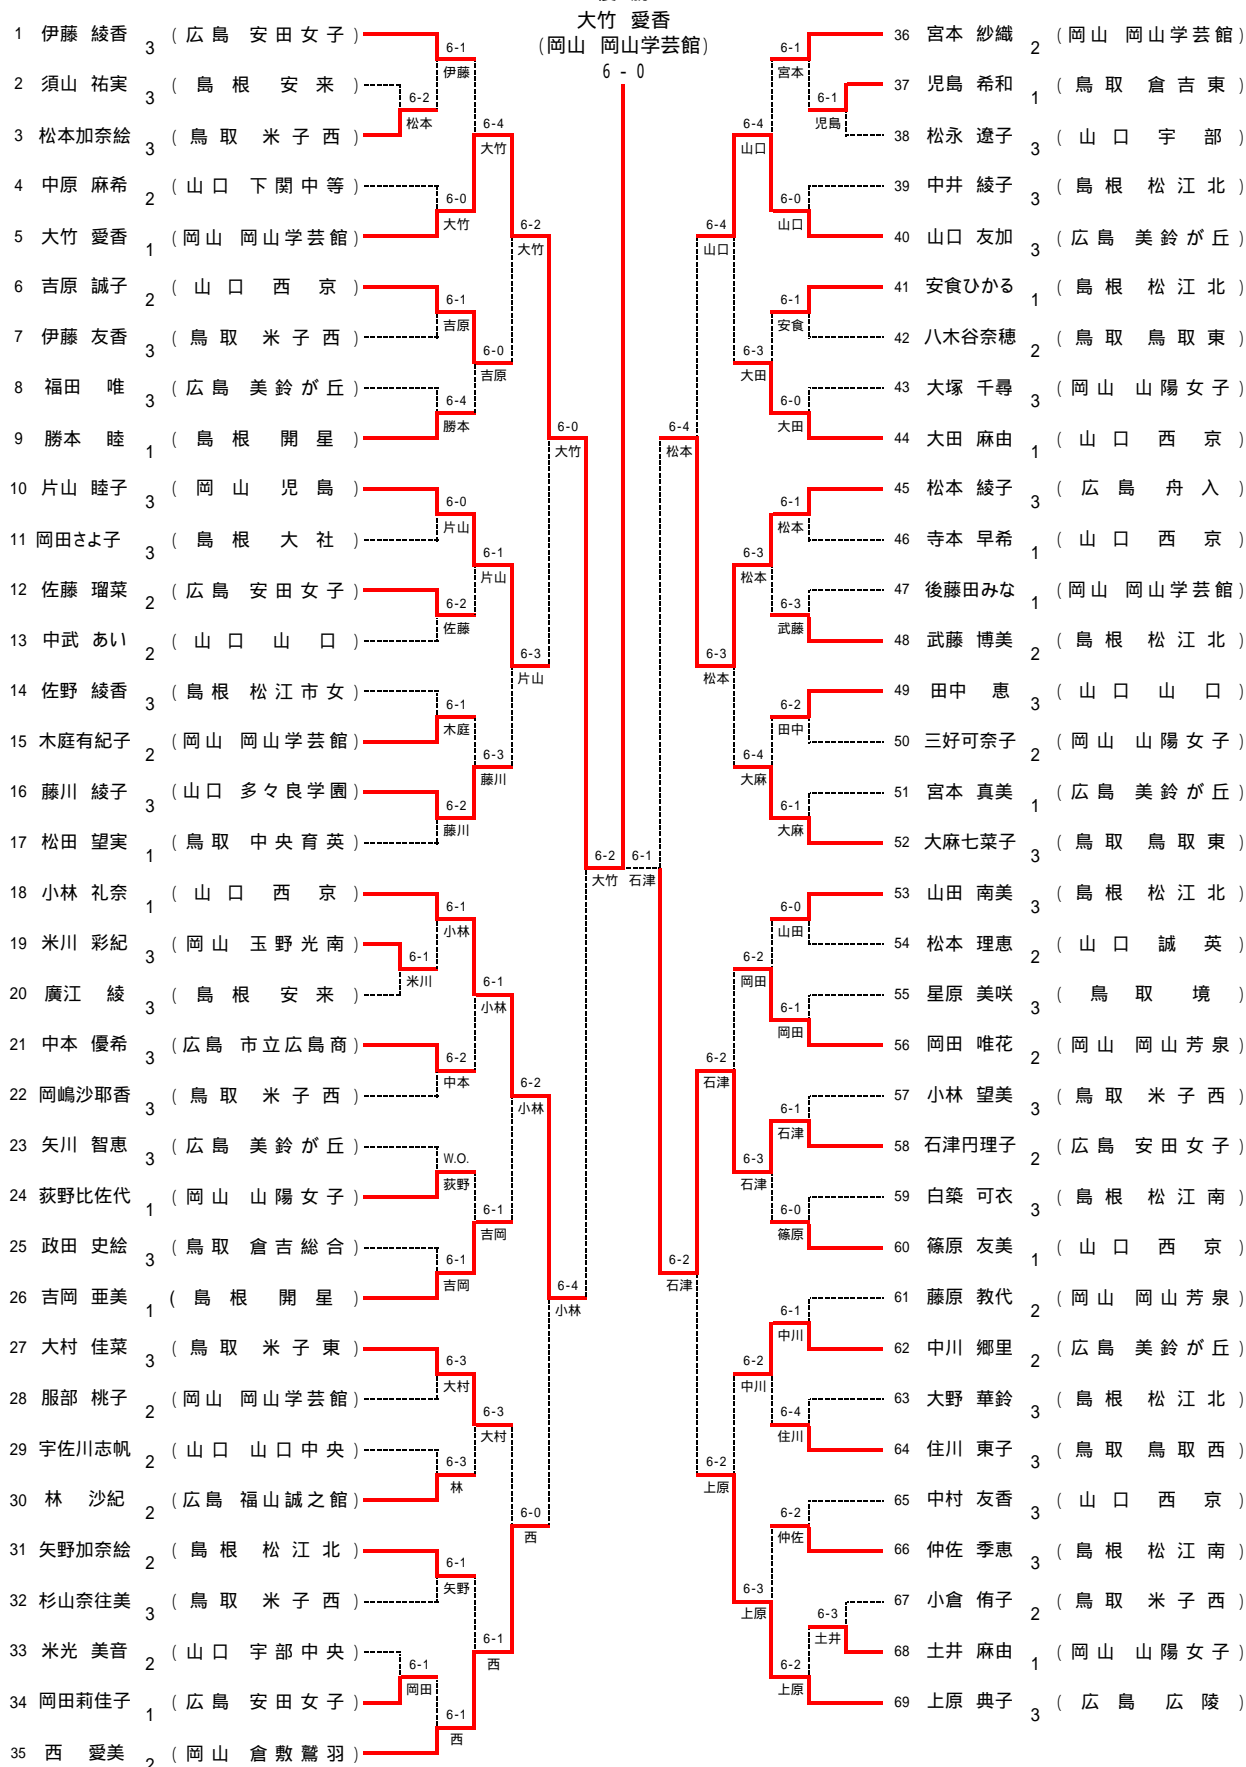 大竹 愛香
(岡山 岡山学芸館)
6 - 0
1 伊藤 綾香 3 (広島 安田女子)
2 須山 祐実 3 (島根 安来)
3 松本加奈絵 3 (鳥取 米子西)
4 中原 麻希 2 (山口 下関中等)
5 大竹 愛香 1 (岡山 岡山学芸館)
6 吉原 誠子 2 (山口 西京)
7 伊藤 友香 3 (鳥取 米子西)
8 福田 唯 3 (広島 美鈴が丘)
9 勝本 睦 1 (島根 開星)
10 片山 睦子 3 (岡山 児島)
11 岡田さよ子 3 (島根 大社)
12 佐藤 瑠菜 2 (広島 安田女子)
13 中武 あい 2 (山口 山口)
14 佐野 綾香 3 (島根 松江市女)
15 木庭有紀子 2 (岡山 岡山学芸館)
16 藤川 綾子 3 (山口 多々良学園)
17 松田 望実 1 (鳥取 中央育英)
18 小林 礼奈 1 (山口 西京)
19 米川 彩紀 3 (岡山 玉野光南)
20 廣江 綾 3 (島根 安来)
21 中本 優希 3 (広島 市立広島商)
22 岡嶋沙耶香 3 (鳥取 米子西)
23 矢川 智恵 3 (広島 美鈴が丘)
24 荻野比佐代 1 (岡山 山陽女子)
25 政田 史絵 3 (鳥取 倉吉総合)
26 吉岡 亜美 1 (島根 開星)
27 大村 佳菜 3 (鳥取 米子東)
28 服部 桃子 2 (岡山 岡山学芸館)
29 宇佐川志帆 2 (山口 山口中央)
30 林 沙紀 2 (広島 福山誠之館)
31 矢野加奈絵 2 (島根 松江北)
32 杉山奈往美 3 (鳥取 米子西)
33 米光 美音 2 (山口 宇部中央)
34 岡田莉佳子 1 (広島 安田女子)
35 西 愛美 2 (岡山 倉敷鷲羽)
6-2 松本
6-1 米川
6-1 岡田
6-1 伊藤
6-0 大竹
6-1 吉原
6-4 勝本
6-0 片山
6-2 佐藤
6-1 木庭
6-2 藤川
6-1 小林
6-2 中本
W.O. 荻野
6-1 吉岡
6-3 大村
6-3 林
6-1 矢野
6-1 西
6-4 大竹
6-0 吉原
6-1 片山
6-3 藤川
6-1 小林
6-1 吉岡
6-3 大村
6-1 西
6-2 大竹
6-3 片山
6-2 小林
6-0 西
6-0 大竹
6-4 小林
6-2 大竹
6-1 石津
6-4 松本
6-2 石津
6-4 山口
6-3 松本
6-2 石津
6-2 上原
6-4 山口
6-3 大田
6-3 松本
6-4 大麻
6-2 岡田
6-3 石津
6-2 中川
6-3 上原
6-1 宮本
6-0 山口
6-1 安食
6-0 大田
6-1 松本
6-3 武藤
6-2 田中
6-1 大麻
6-0 山田
6-1 岡田
6-1 石津
6-0 篠原
6-1 中川
6-4 住川
6-2 仲佐
6-2 上原
6-1 児島
6-3 土井
36 宮本 紗織 2 (岡山 岡山学芸館)
37 児島 希和 1 (鳥取 倉吉東)
38 松永 遼子 3 (山口 宇部)
39 中井 綾子 3 (島根 松江北)
40 山口 友加 3 (広島 美鈴が丘)
41 安食ひかる 1 (島根 松江北)
42 八木谷奈穂 2 (鳥取 鳥取東)
43 大塚 千尋 3 (岡山 山陽女子)
44 大田 麻由 1 (山口 西京)
45 松本 綾子 3 (広島 舟入)
46 寺本 早希 1 (山口 西京)
47 後藤田みな 1 (岡山 岡山学芸館)
48 武藤 博美 2 (島根 松江北)
49 田中 恵 3 (山口 山口)
50 三好可奈子 2 (岡山 山陽女子)
51 宮本 真美 1 (広島 美鈴が丘)
52 大麻七菜子 3 (鳥取 鳥取東)
53 山田 南美 3 (島根 松江北)
54 松本 理恵 2 (山口 誠英)
55 星原 美咲 3 (鳥取 境)
56 岡田 唯花 2 (岡山 岡山芳泉)
57 小林 望美 3 (鳥取 米子西)
58 石津円理子 2 (広島 安田女子)
59 白築 可衣 3 (島根 松江南)
60 篠原 友美 1 (山口 西京)
61 藤原 教代 2 (岡山 岡山芳泉)
62 中川 郷里 2 (広島 美鈴が丘)
63 大野 華鈴 3 (島根 松江北)
64 住川 東子 3 (鳥取 鳥取西)
65 中村 友香 3 (山口 西京)
66 仲佐 季恵 3 (島根 松江南)
67 小倉 侑子 2 (鳥取 米子西)
68 土井 麻由 1 (岡山 山陽女子)
69 上原 典子 3 (広島 広陵)